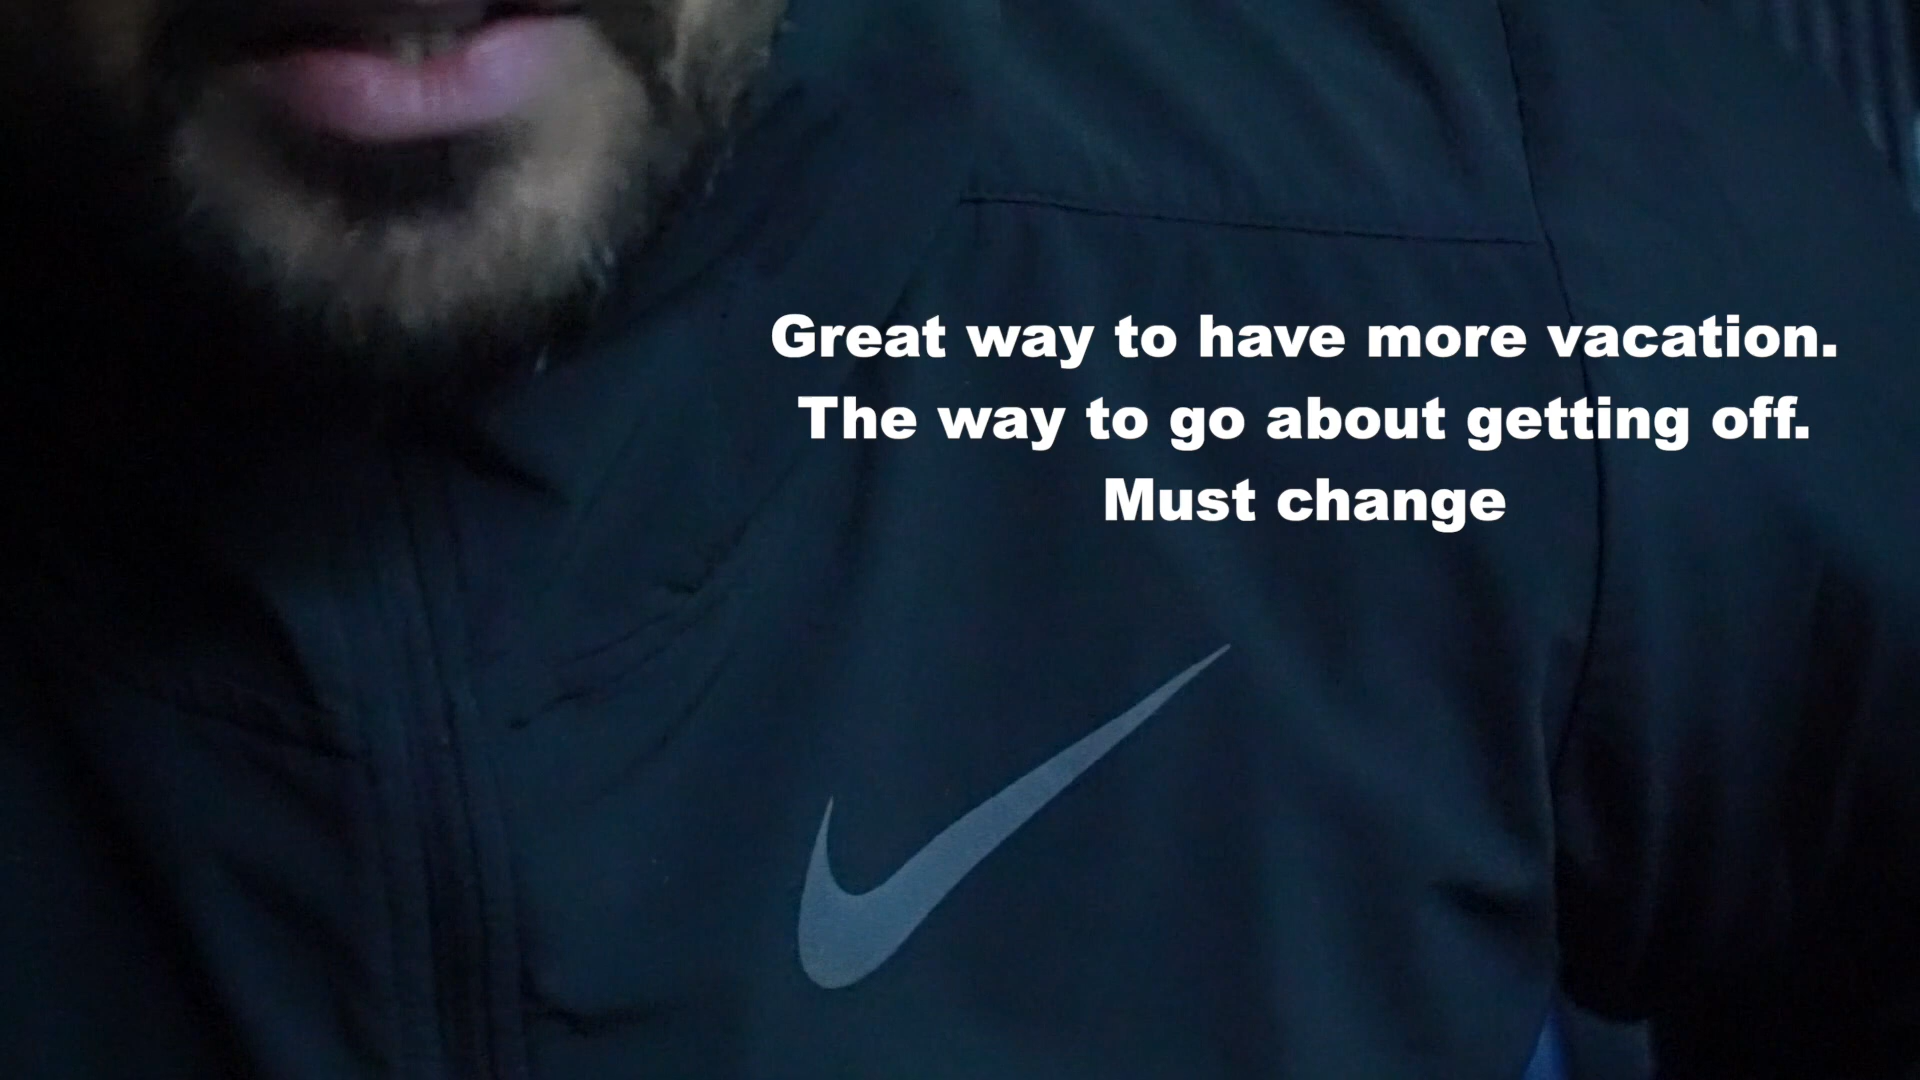 Great way to have more vacation.
The way to go about getting off.
Must change